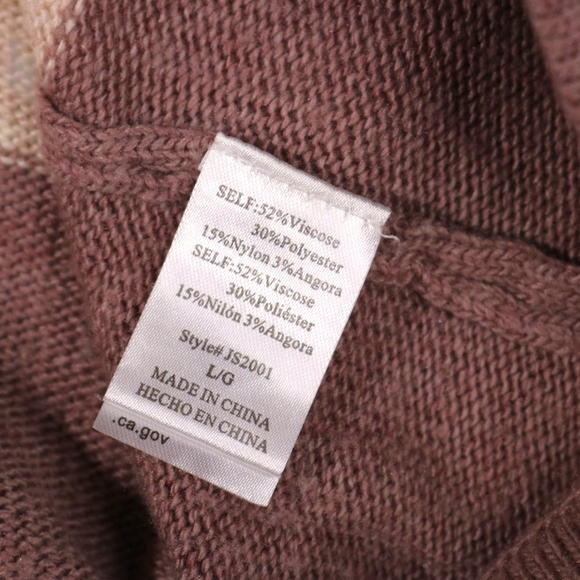 SELF:52%Viscose
30%Polyester
15%Nylon 3%Angora
SELF:52%Viscose
30%Poliéster
15%Nilón 3%Angora
Style# JS2001
L/G
MADE IN CHINA
HECHO EN CHINA
.ca.gov